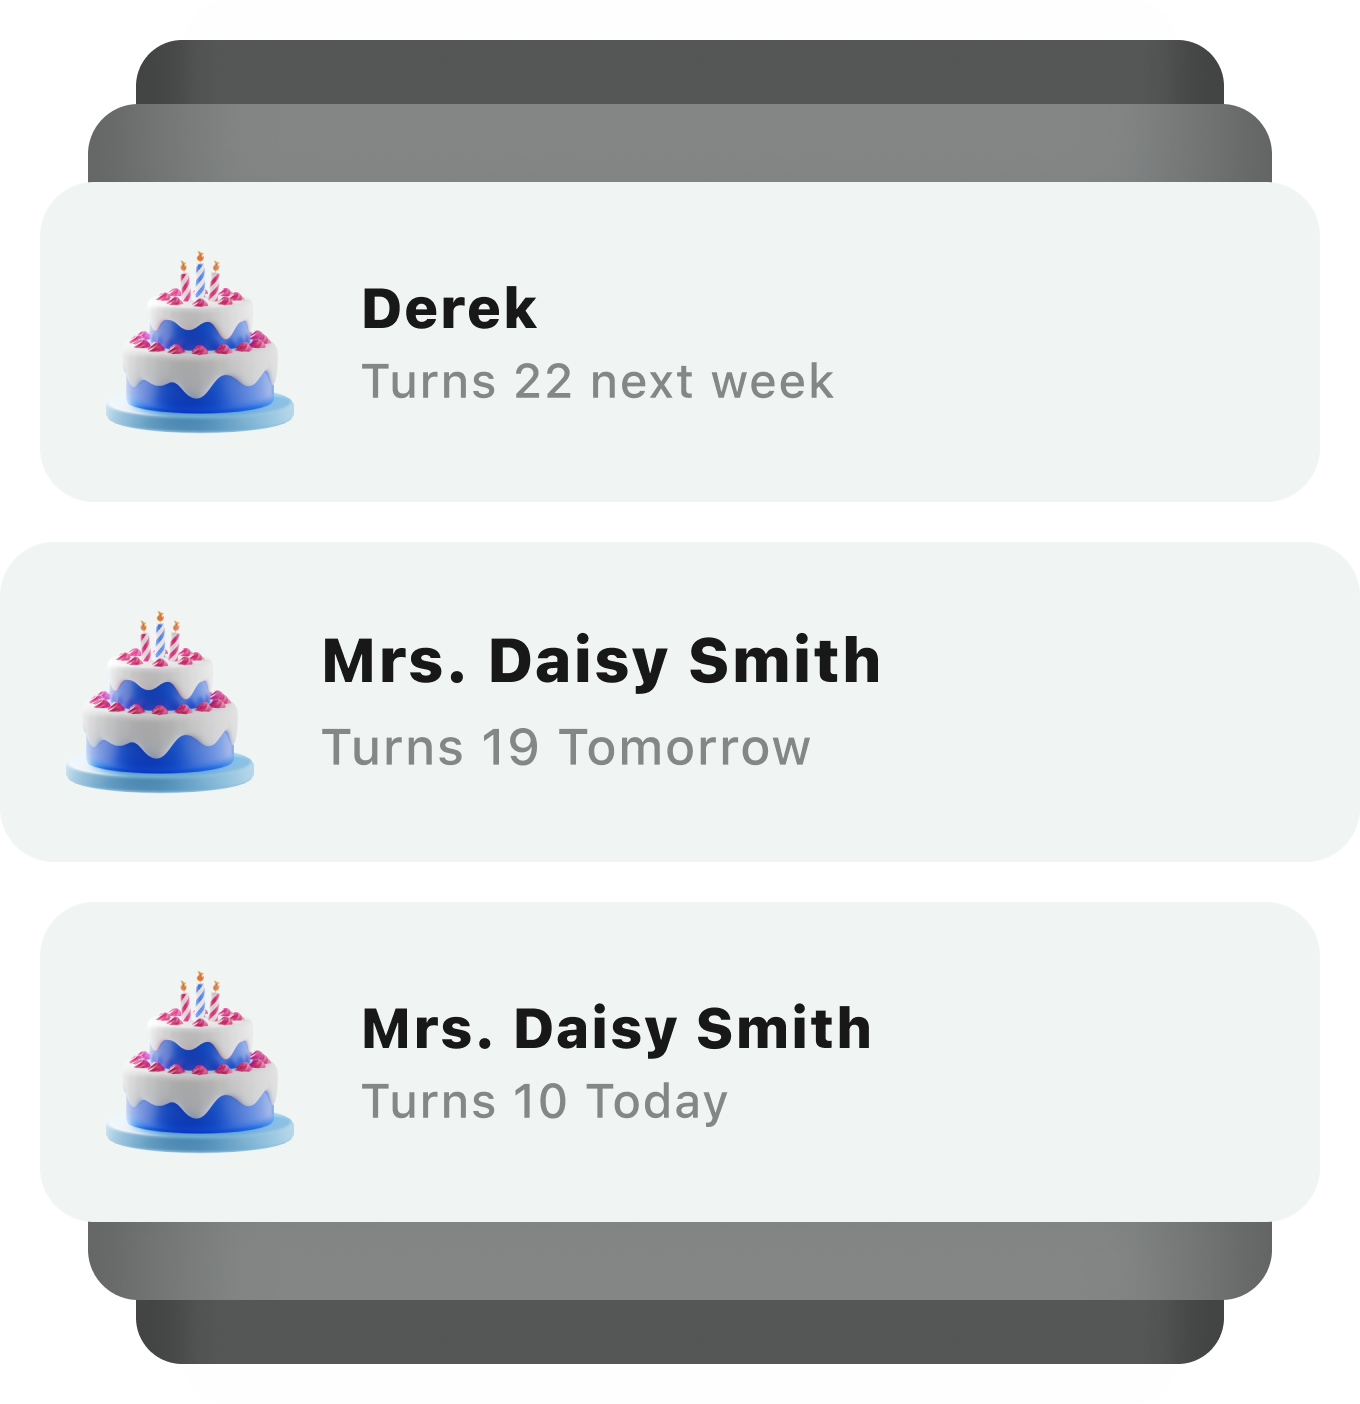 Derek
Turns 22 next week
Mrs. Daisy Smith
Turns 19 Tomorrow
Mrs. Daisy Smith
Turns 10 Today